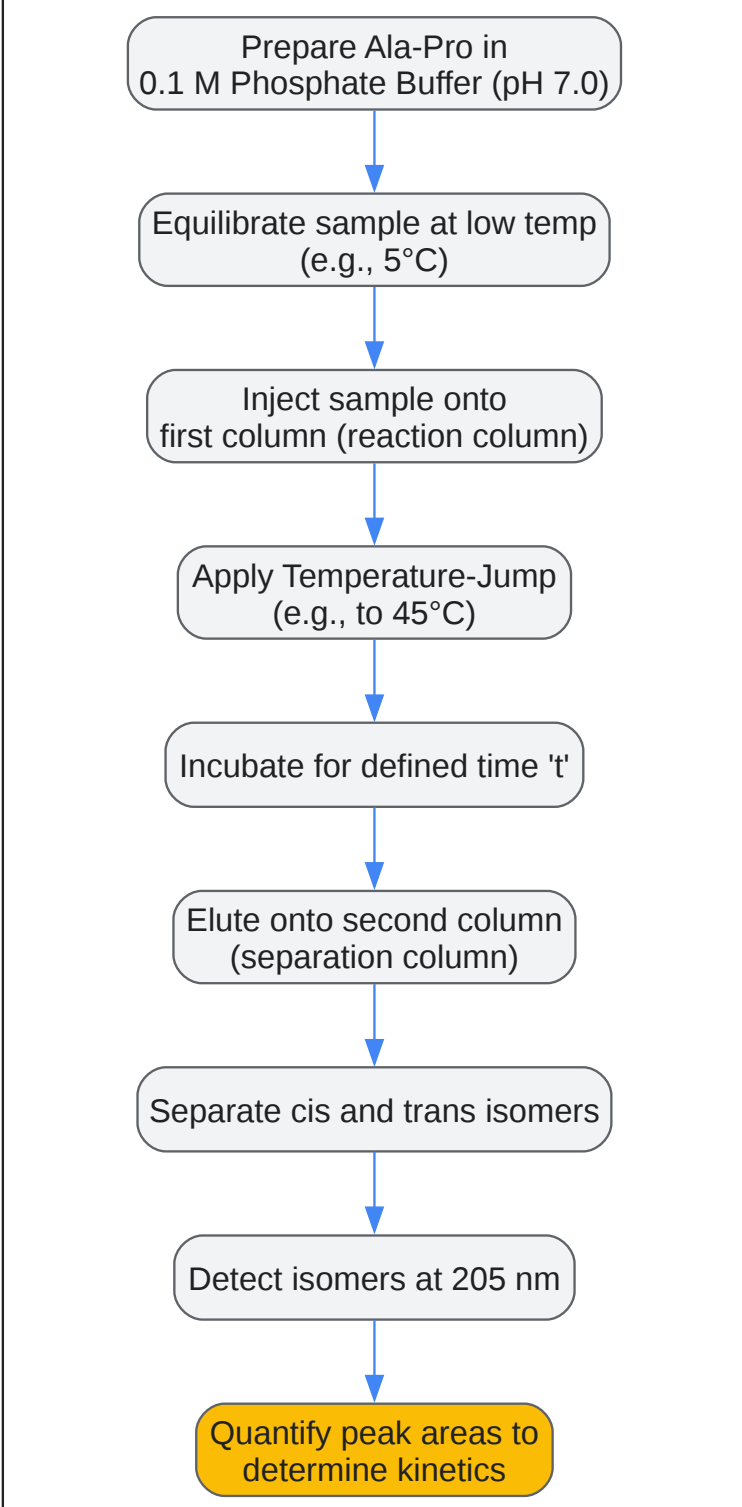 Prepare Ala-Pro in
0.1 M Phosphate Buffer (pH 7.0)
Equilibrate sample at low temp
(e.g., 5°C)
Inject sample onto
first column (reaction column)
Apply Temperature-Jump
(e.g., to 45°C)
Incubate for defined time 't'
Elute onto second column
(separation column)
Separate cis and trans isomers
Detect isomers at 205 nm
Quantify peak areas to
determine kinetics